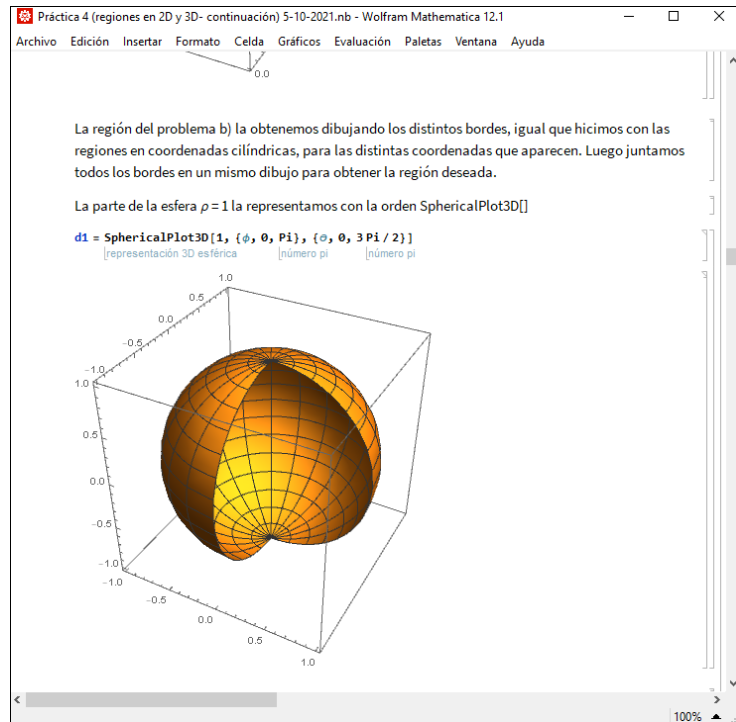 Práctica 4 (regiones en 2D y 3D- continuación) 5-10-2021.nb - Wolfram Mathematica 12.1
Archivo Edición Insertar Formato Celda Gráficos Evaluación Paletas Ventana Ayuda
0.0
La región del problema b) la obtenemos dibujando los distintos bordes, igual que hicimos con las
regiones en coordenadas cilíndricas, para las distintas coordenadas que aparecen. Luego juntamos
todos los bordes en un mismo dibujo para obtener la región deseada.
La parte de la esfera ρ = 1 la representamos con la orden SphericalPlot3D[]
d1 = SphericalPlot3D[1, {ϕ, 0, Pi}, {θ, 0, 3 Pi / 2}]
representación 3D esférica número pi número pi
1.0
0.5
0.0
-0.5
-1.0
1.0
0.5
0.0
-0.5
-1.0
-1.0
-0.5
0.0
0.5
1.0
100%